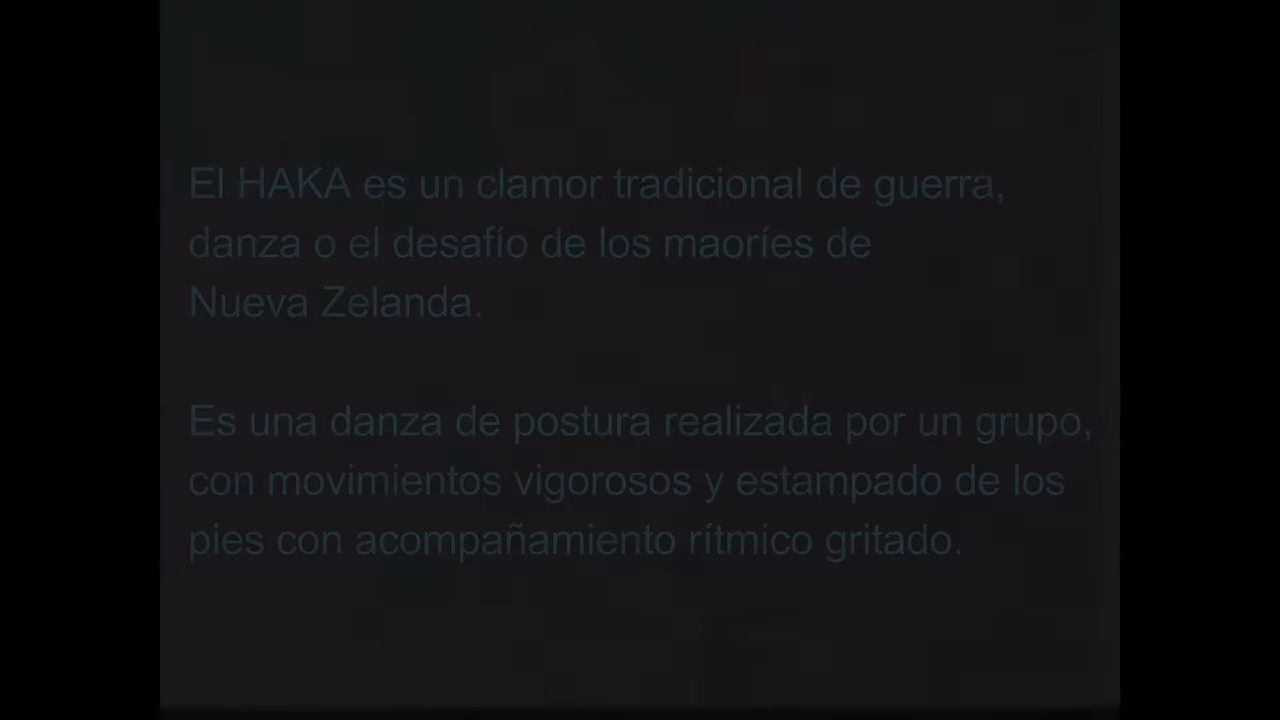 El HAKA es un clamor tradicional de guerra,
danza o el desafío de los maoríes de
Nueva Zelanda.
Es una danza de postura realizada por un grupo,
con movimientos vigorosos y estampado de los
pies con acompañamiento rítmico gritado.